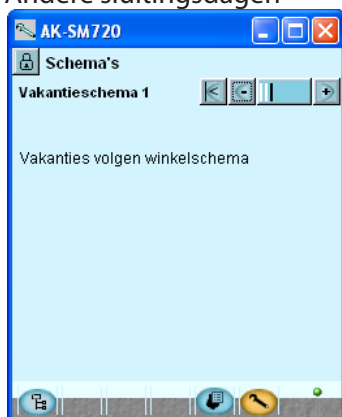 Andere sluitingsdagen
AK-SM720
Schema's
Vakantieschema 1
Vakanties volgen winkelschema